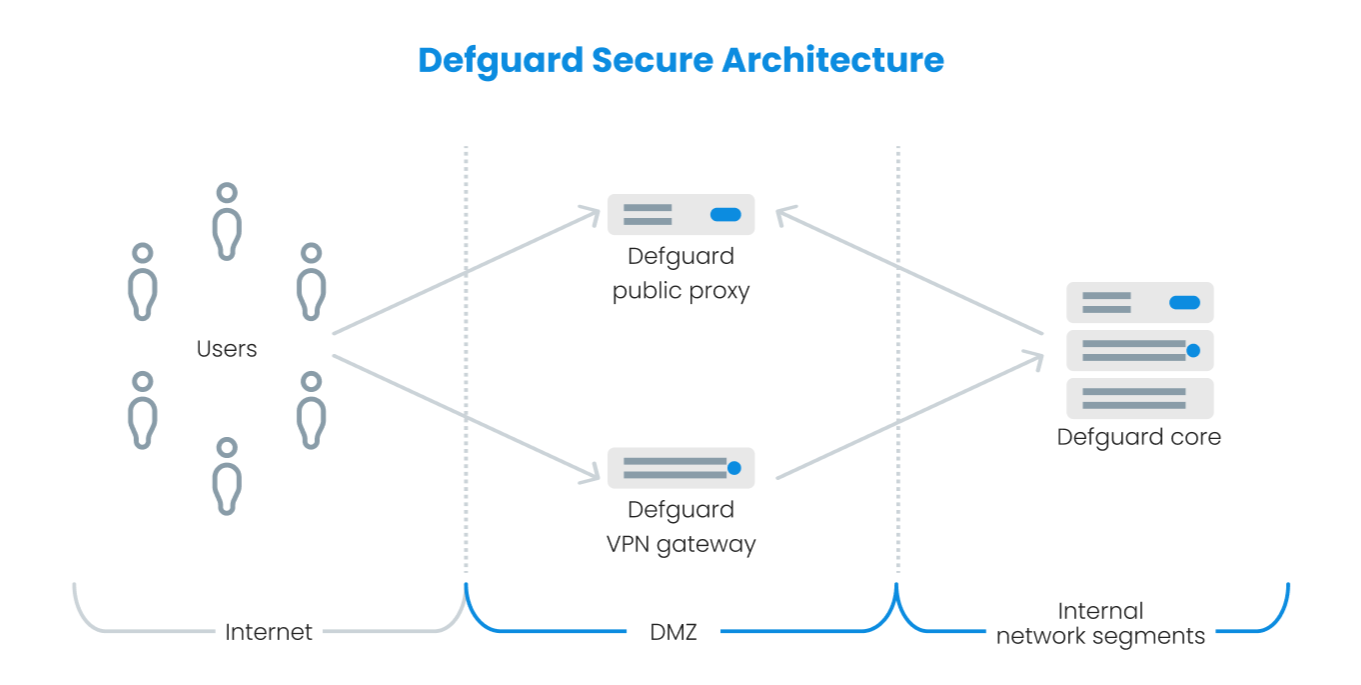 Defguard Secure Architecture
Users
Defguard
public proxy
Defguard
VPN gateway
Defguard core
Internet
DMZ
Internal
network segments